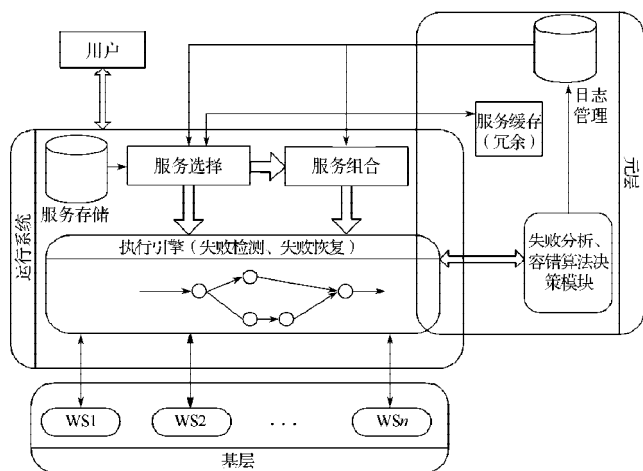 用户
日志
管理
服务缓存
(冗余)
元层
服务选择
服务组合
服务存储
运行系统
执行引擎(失败检测、失败恢复)
失败分析、
容错算法决
策模块
WS1
WS2
...
WSn
基层